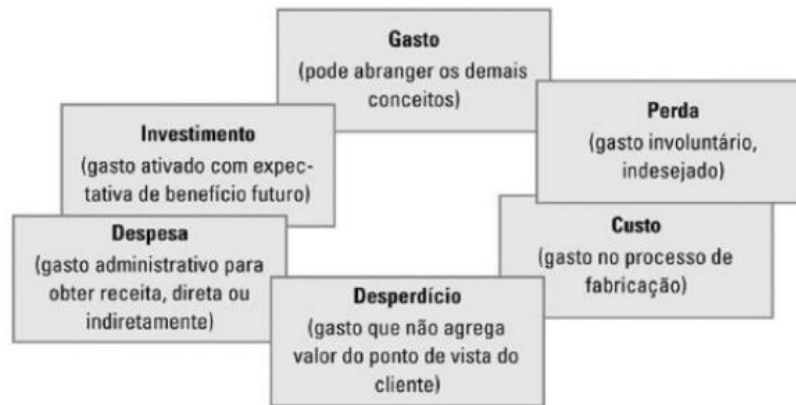 Gasto
(pode abranger os demais
conceitos)
Perda
(gasto involuntário,
indesejado)
Investimento
(gasto ativado com expec-
tativa de benefício futuro)
Custo
(gasto no processo de
fabricação)
Despesa
(gasto administrativo para
obter receita, direta ou
indiretamente)
Desperdício
(gasto que não agrega
valor do ponto de vista do
cliente)